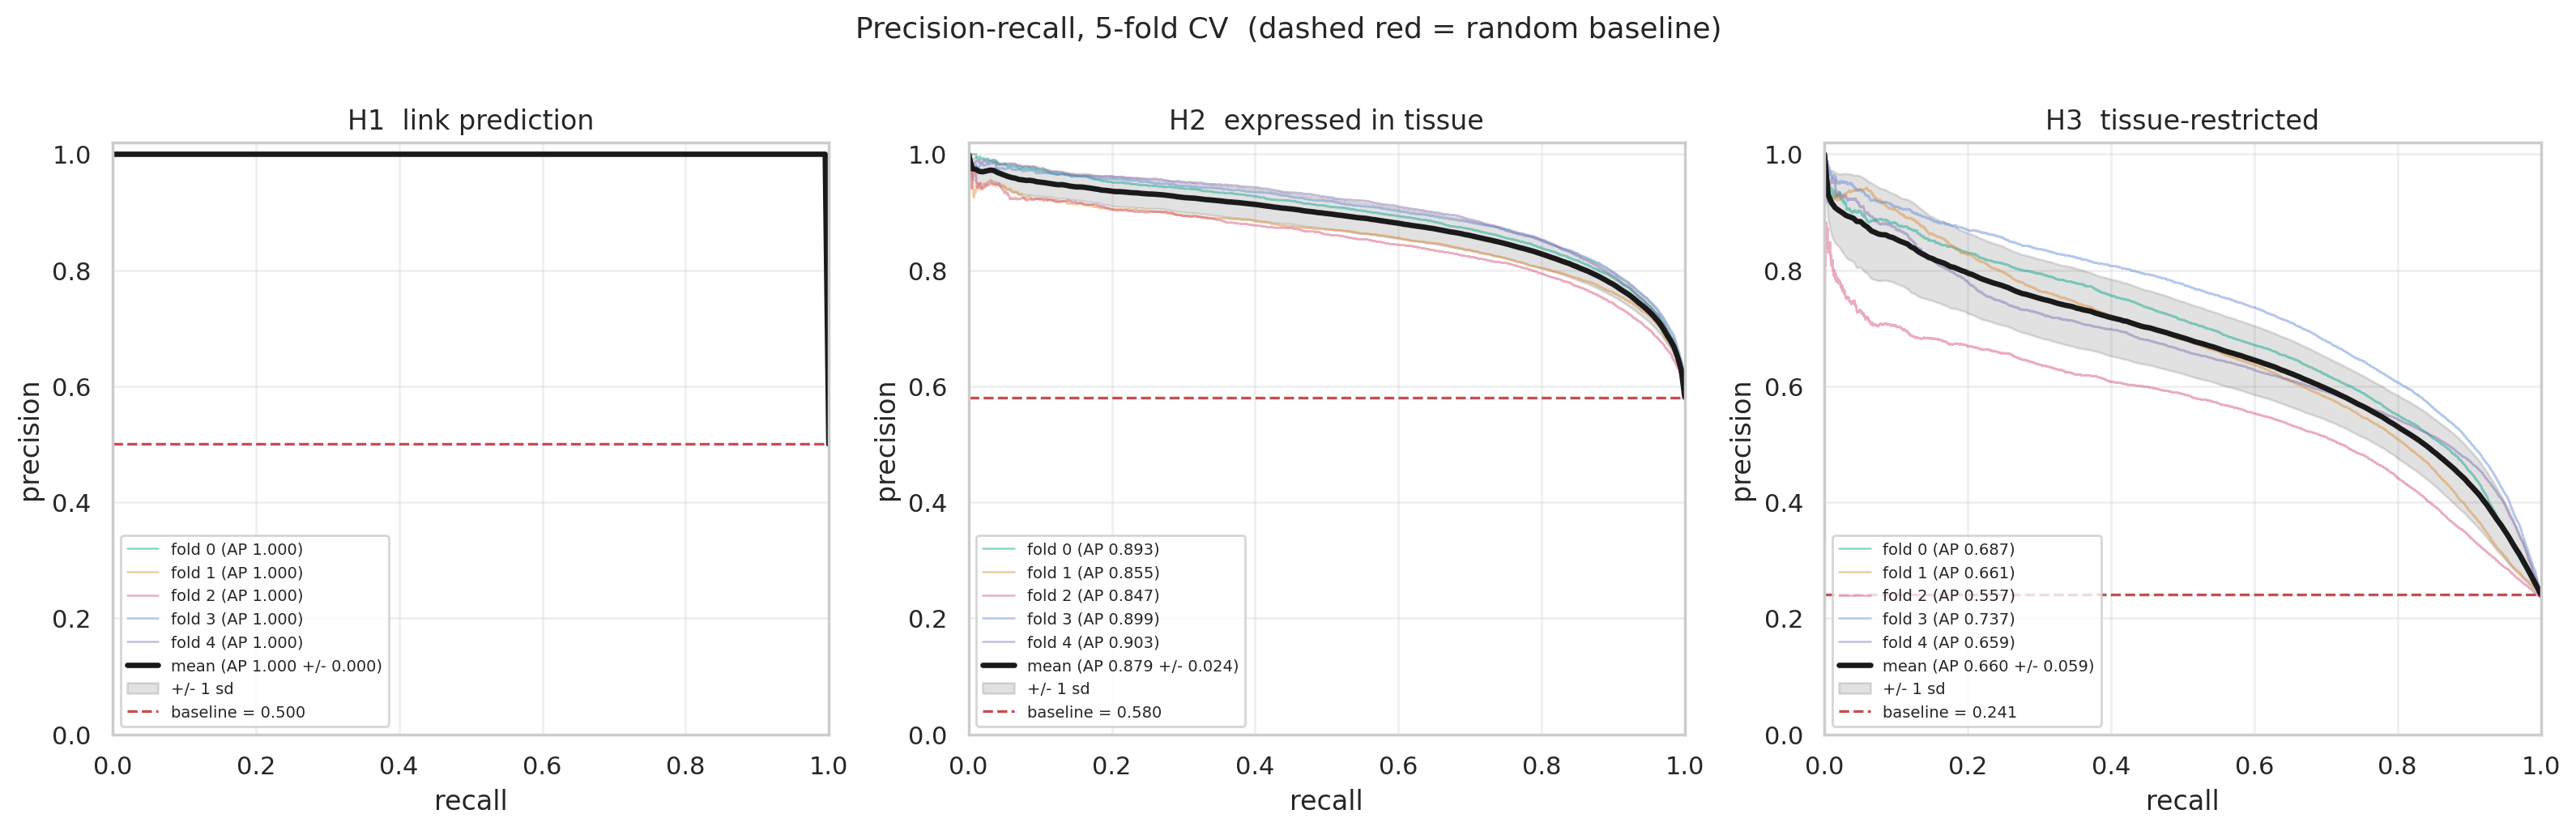 Precision-recall, 5-fold CV  (dashed red = random baseline)
H1  link prediction
precision
1.0
0.8
0.6
0.4
0.2
0.0
fold 0 (AP 1.000)
fold 1 (AP 1.000)
fold 2 (AP 1.000)
fold 3 (AP 1.000)
fold 4 (AP 1.000)
mean (AP 1.000 +/- 0.000)
+/- 1 sd
baseline = 0.500
0.0 0.2 0.4 0.6 0.8 1.0
recall
H2  expressed in tissue
precision
1.0
0.8
0.6
0.4
0.2
0.0
fold 0 (AP 0.893)
fold 1 (AP 0.855)
fold 2 (AP 0.847)
fold 3 (AP 0.899)
fold 4 (AP 0.903)
mean (AP 0.879 +/- 0.024)
+/- 1 sd
baseline = 0.580
0.0 0.2 0.4 0.6 0.8 1.0
recall
H3  tissue-restricted
precision
1.0
0.8
0.6
0.4
0.2
0.0
fold 0 (AP 0.687)
fold 1 (AP 0.661)
fold 2 (AP 0.557)
fold 3 (AP 0.737)
fold 4 (AP 0.659)
mean (AP 0.660 +/- 0.059)
+/- 1 sd
baseline = 0.241
0.0 0.2 0.4 0.6 0.8 1.0
recall